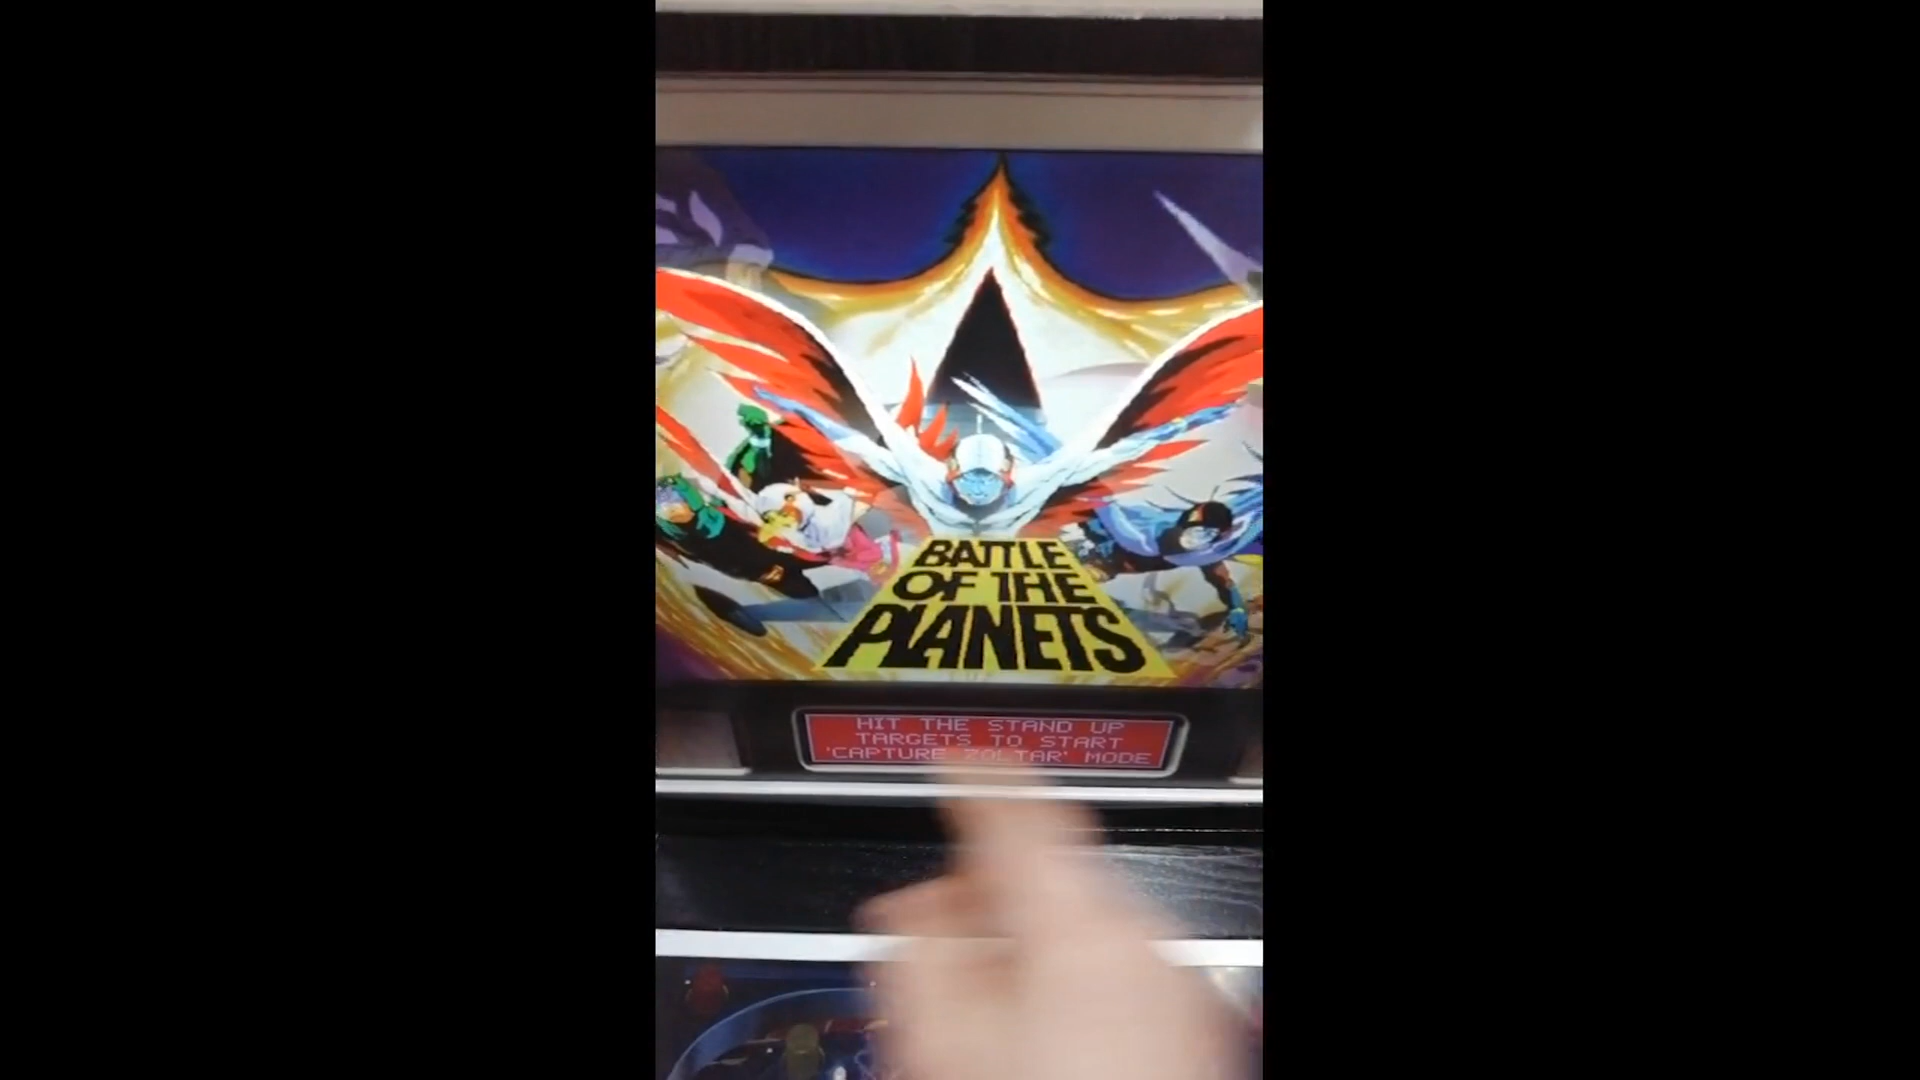 BATTLE
OF THE
PLANETS
HIT THE STAND UP
TARGETS TO START
'CAPTURE ZOLTAR' MODE